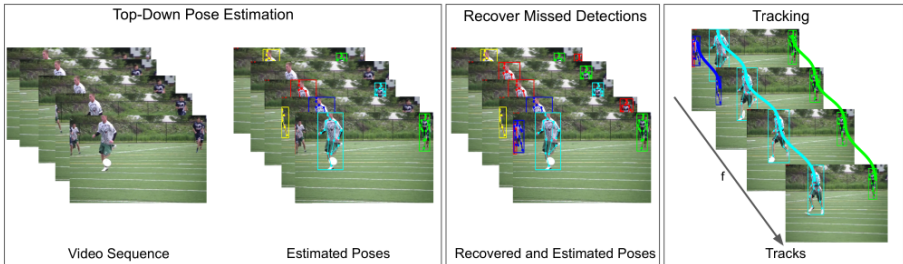 Top-Down Pose Estimation
Recover Missed Detections
Tracking
f
Video Sequence
Estimated Poses
Recovered and Estimated Poses
Tracks